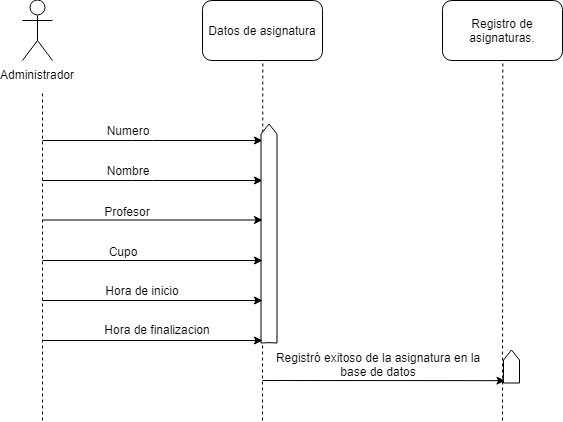 Datos de asignatura
Registro de
asignaturas.
Administrador
Numero
Nombre
Profesor
Cupo
Hora de inicio
Hora de finalizacion
Registró exitoso de la asignatura en la
base de datos